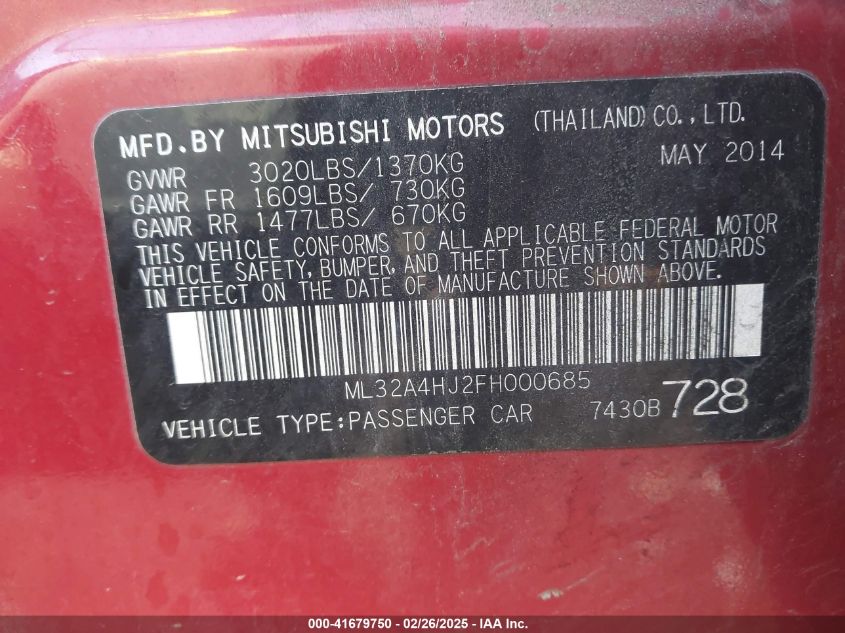 MFD.BY MITSUBISHI MOTORS (THAILAND) CO.,LTD.
GVWR 3020LBS/1370KG MAY 2014
GAWR FR 1609LBS/ 730KG
GAWR RR 1477LBS/ 670KG
THIS VEHICLE CONFORMS TO ALL APPLICABLE FEDERAL MOTOR
VEHICLE SAFETY, BUMPER, AND THEFT PREVENTION STANDARDS
IN EFFECT ON THE DATE OF MANUFACTURE SHOWN ABOVE.
ML32A4HJ2FH000685
VEHICLE TYPE:PASSENGER CAR 7430B 728
000-41679750 - 02/26/2025 - IAAI.COM